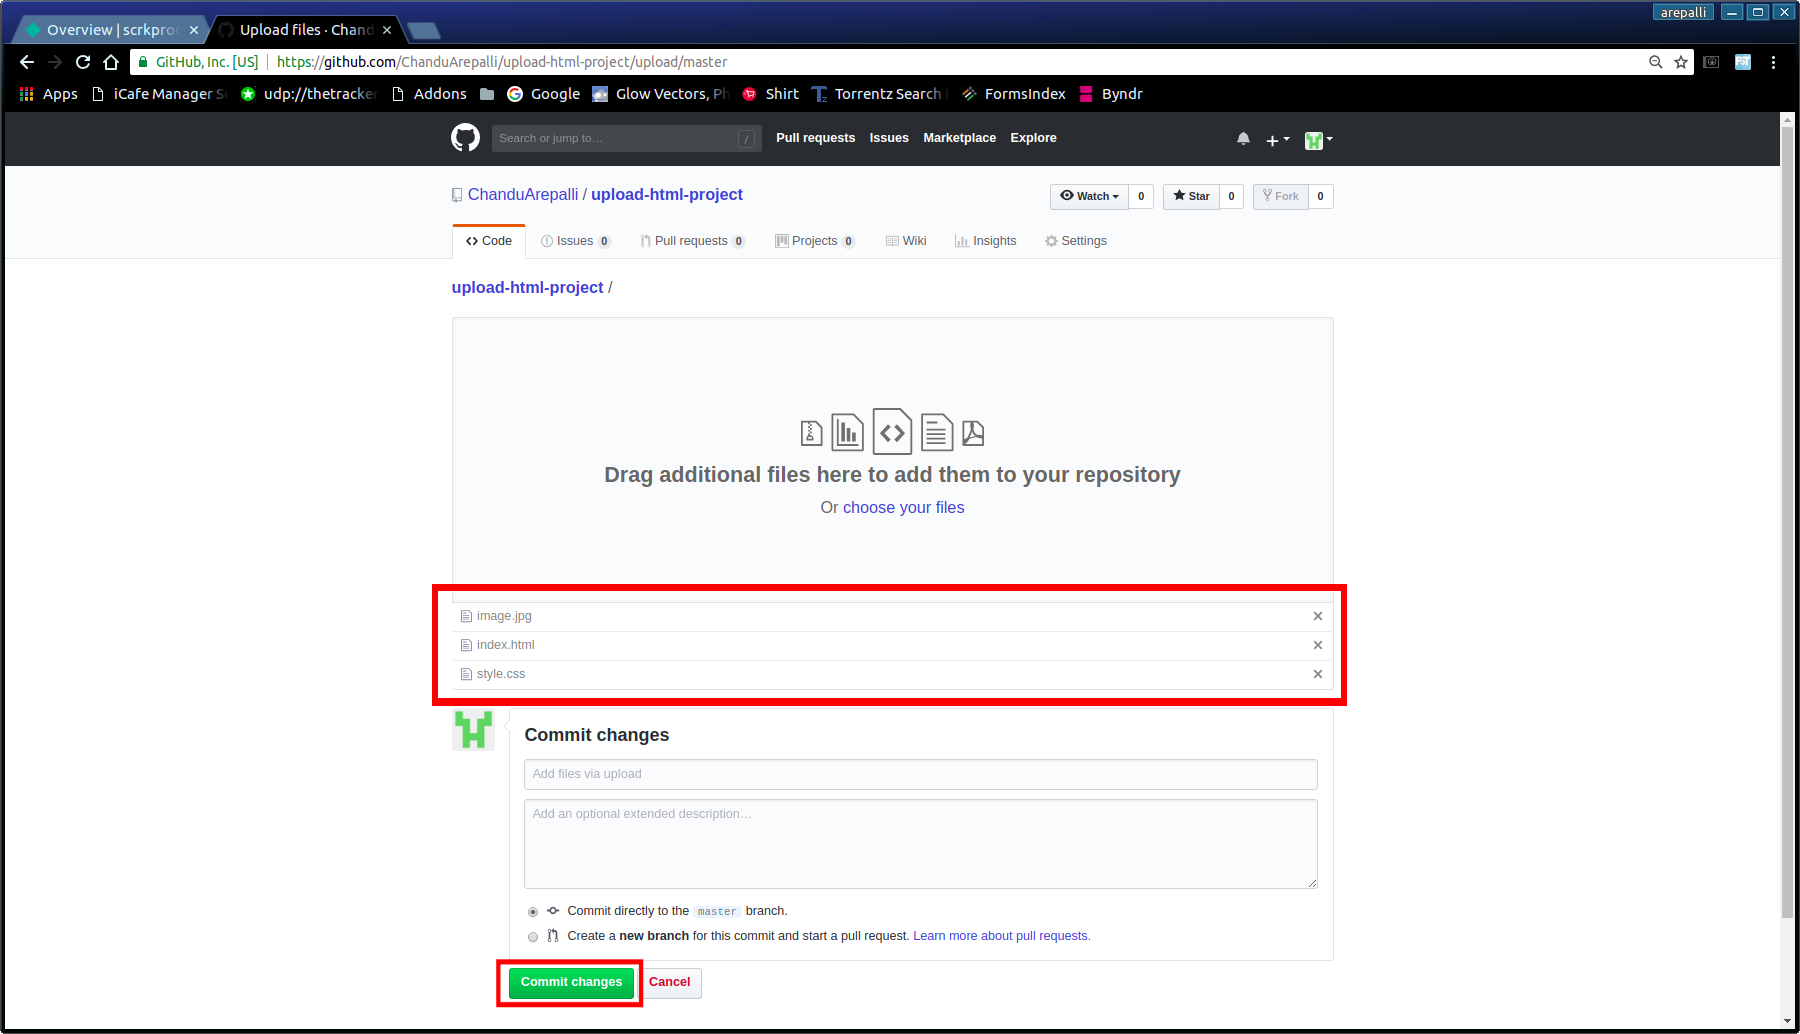 arepalli
Overview | scrkproc
Upload files · Chand
GitHub, Inc. [US] https://github.com/ChanduArepalli/upload-html-project/upload/master
Apps iCafe Manager udp://thetracker Addons Google Glow Vectors, Ph Shirt Torrentz Search FormsIndex Byndr
Search or jump to… / Pull requests Issues Marketplace Explore
ChanduArepalli / upload-html-project Watch 0 Star 0 Fork 0
Code Issues 0 Pull requests 0 Projects 0 Wiki Insights Settings
upload-html-project /
Drag additional files here to add them to your repository
Or choose your files
image.jpg
index.html
style.css
Commit changes
Add files via upload
Add an optional extended description…
Commit directly to the master branch.
Create a new branch for this commit and start a pull request. Learn more about pull requests.
Commit changes Cancel